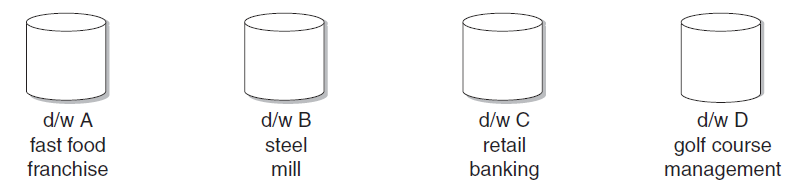 d/w A
fast food
franchise
d/w B
steel
mill
d/w C
retail
banking
d/w D
golf course
management